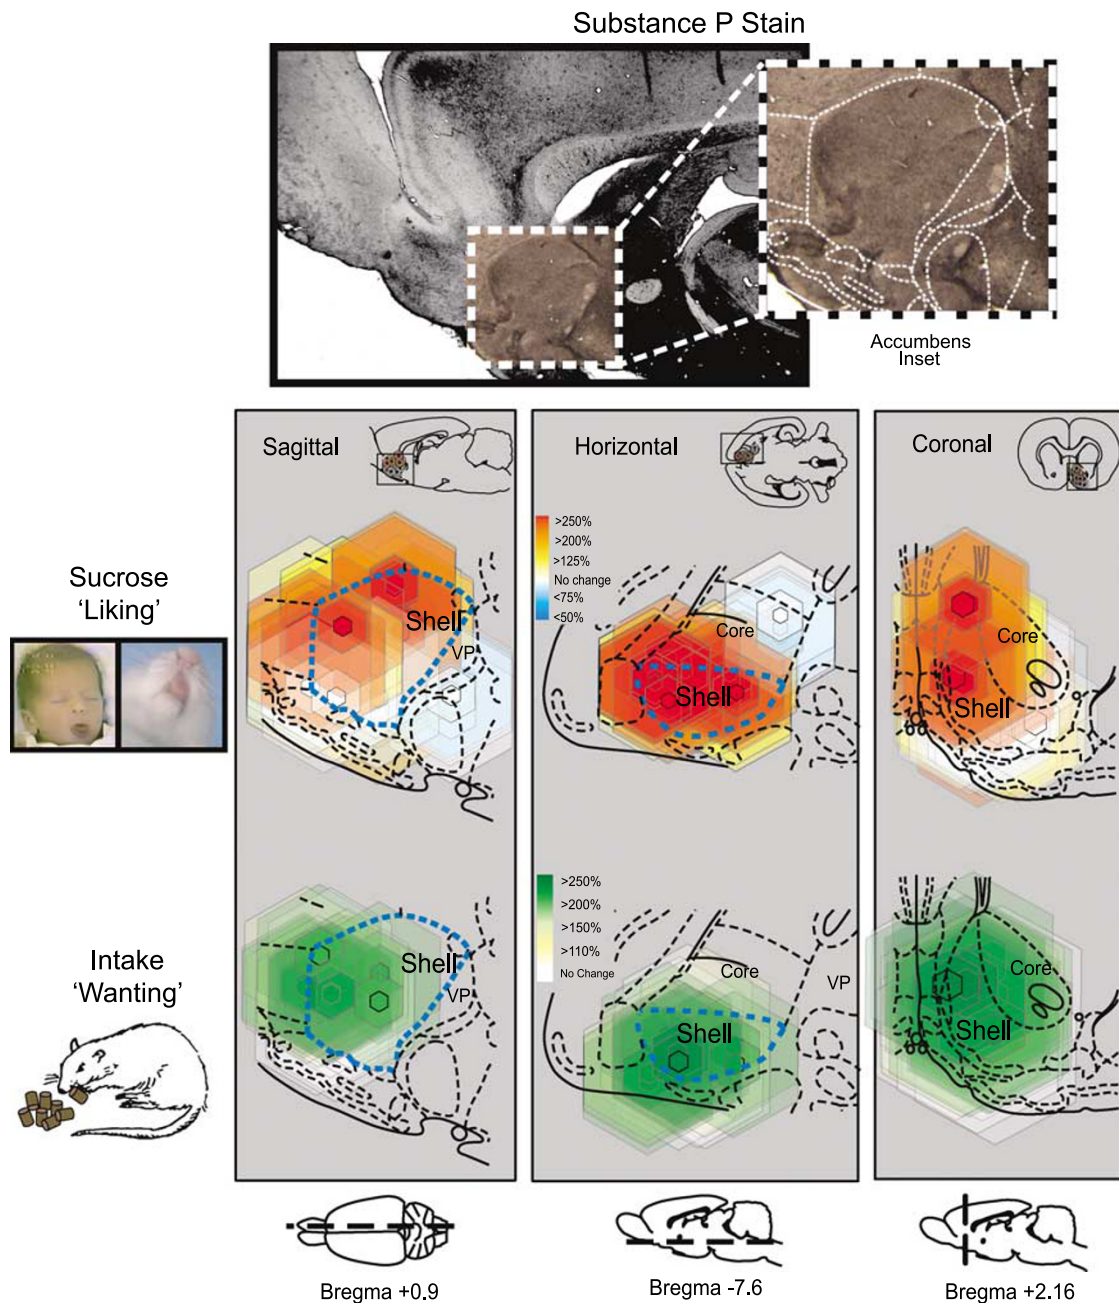 Substance P Stain
Accumbens
Inset
Sagittal
Horizontal
Coronal
>250%
>200%
>125%
No change
<75%
<50%
Sucrose
'Liking'
Shell
VP
Core
Shell
Core
Shell
>250%
>200%
>150%
>110%
No Change
Intake
'Wanting'
Shell
VP
Core
VP
Shell
Core
Shell
Bregma +0.9
Bregma -7.6
Bregma +2.16